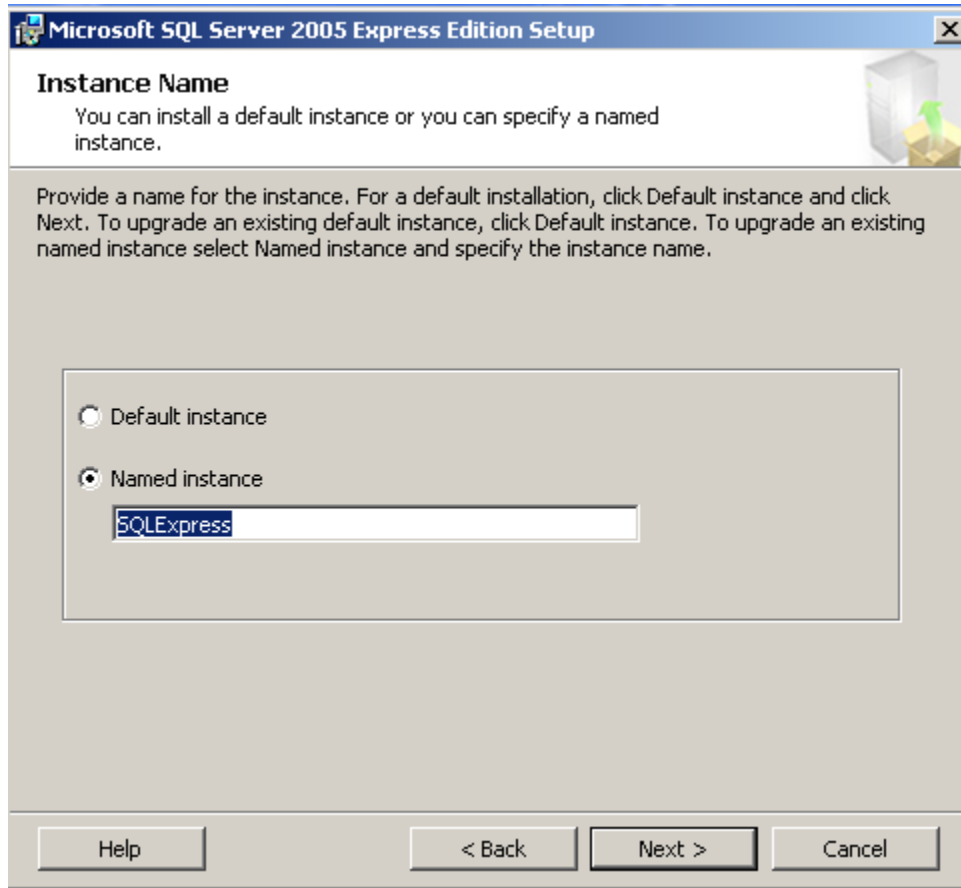 Microsoft SQL Server 2005 Express Edition Setup
Instance Name
You can install a default instance or you can specify a named
instance.
Provide a name for the instance. For a default installation, click Default instance and click
Next. To upgrade an existing default instance, click Default instance. To upgrade an existing
named instance select Named instance and specify the instance name.
Default instance
Named instance
SQLExpress
Help
< Back
Next >
Cancel